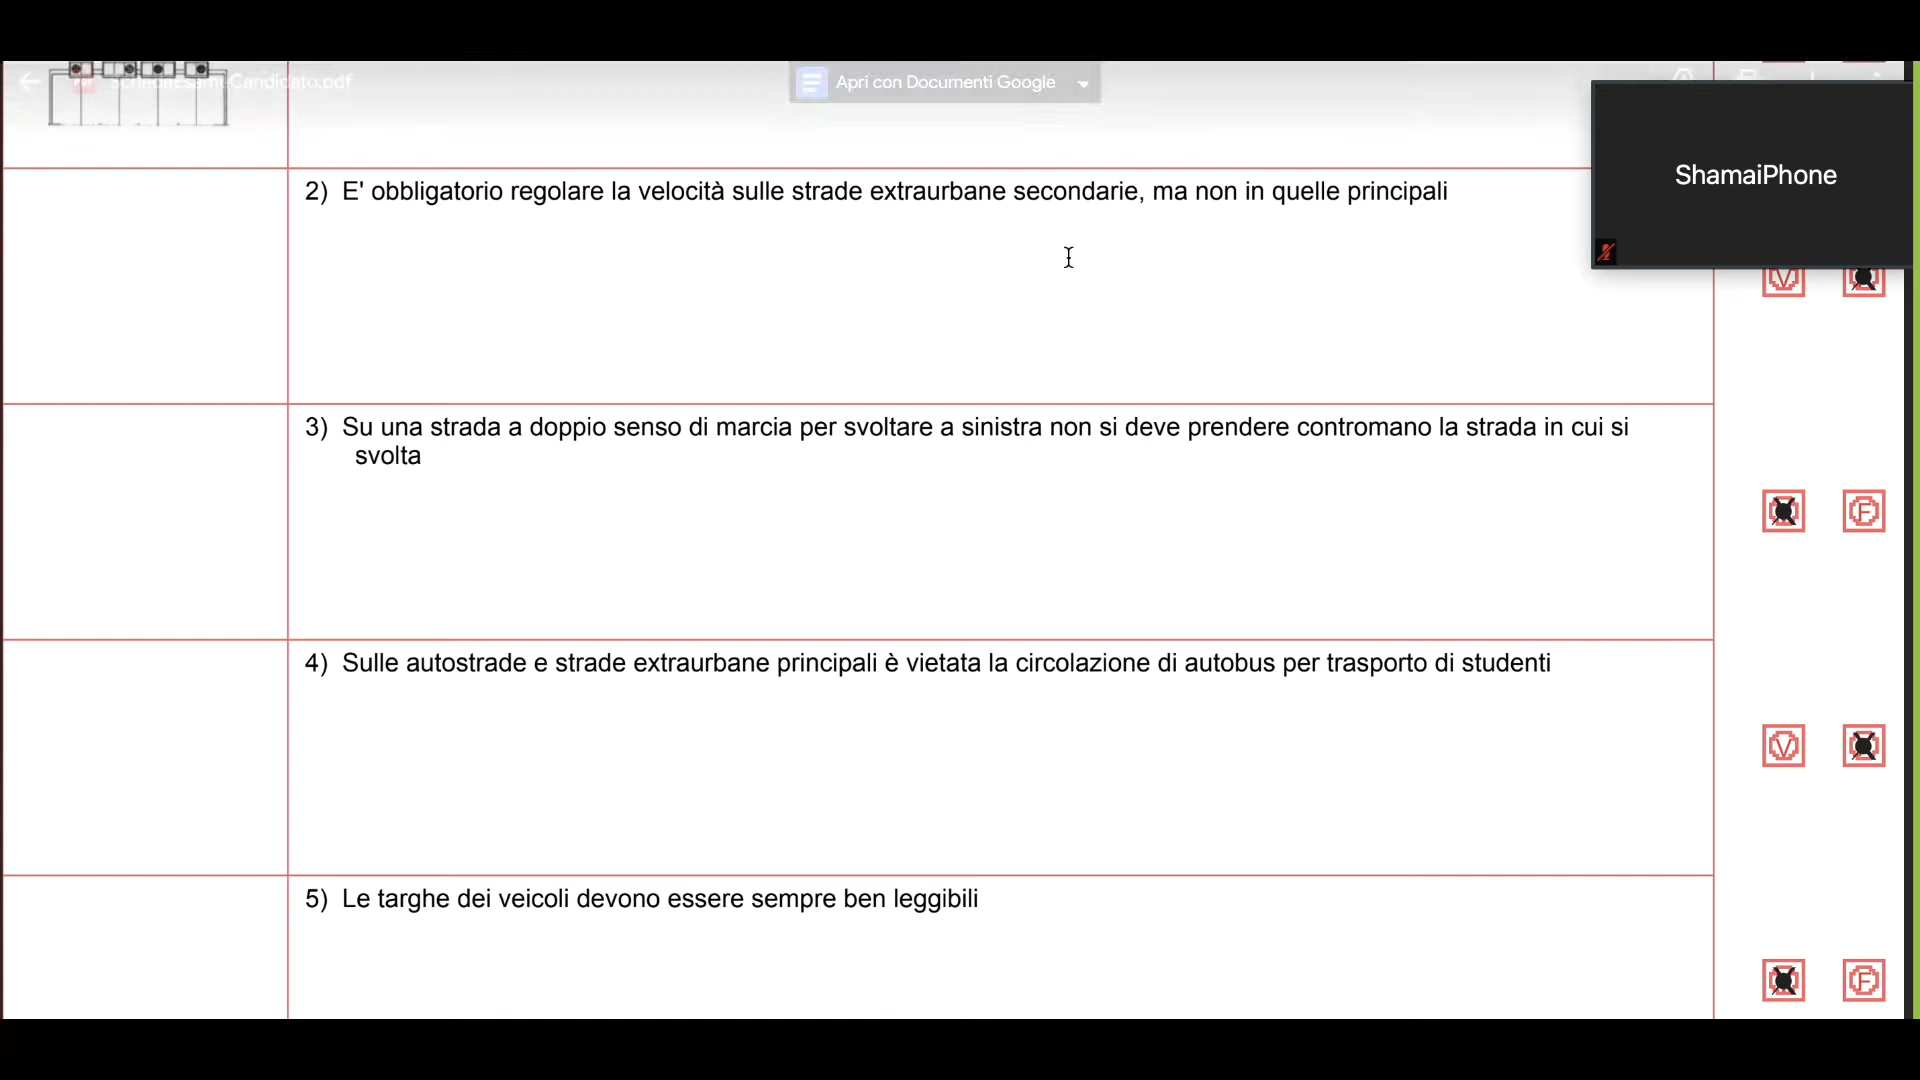 Candidato.pdf
Apri con Documenti Google
ShamaiPhone
2) E' obbligatorio regolare la velocità sulle strade extraurbane secondarie, ma non in quelle principali
V
3) Su una strada a doppio senso di marcia per svoltare a sinistra non si deve prendere contromano la strada in cui si
svolta
F
4) Sulle autostrade e strade extraurbane principali è vietata la circolazione di autobus per trasporto di studenti
V
5) Le targhe dei veicoli devono essere sempre ben leggibili
F